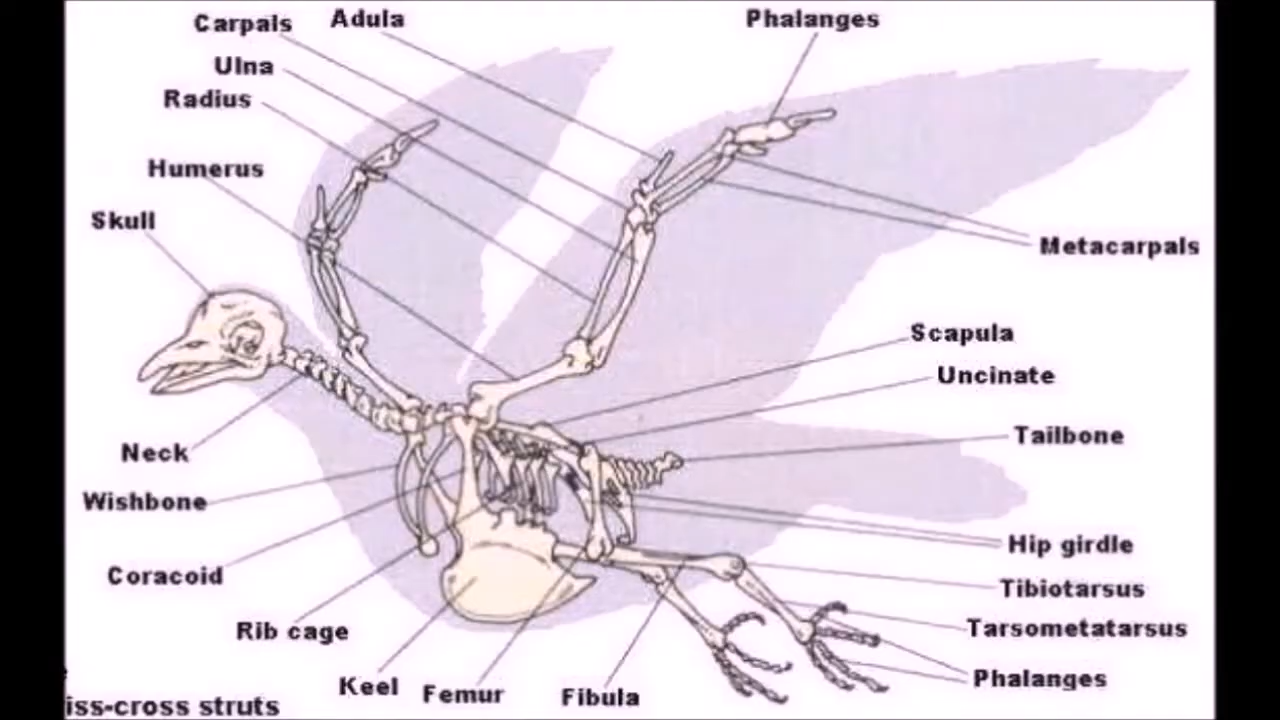 Carpals
Adula
Phalanges
Ulna
Radius
Humerus
Skull
Metacarpals
Scapula
Uncinate
Tailbone
Neck
Wishbone
Hip girdle
Coracoid
Tibiotarsus
Rib cage
Tarsometatarsus
Keel
Femur
Fibula
Phalanges
iss-cross struts